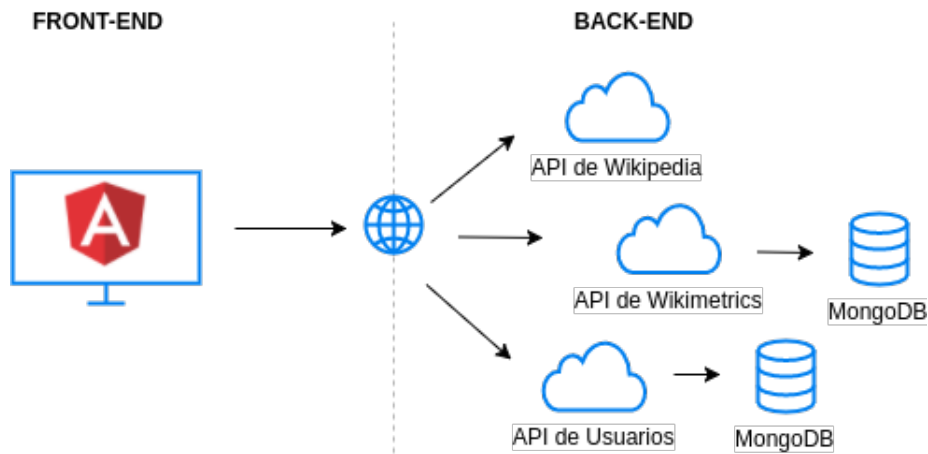 FRONT-END
BACK-END
A
API de Wikipedia
API de Wikimetrics
MongoDB
API de Usuarios
MongoDB